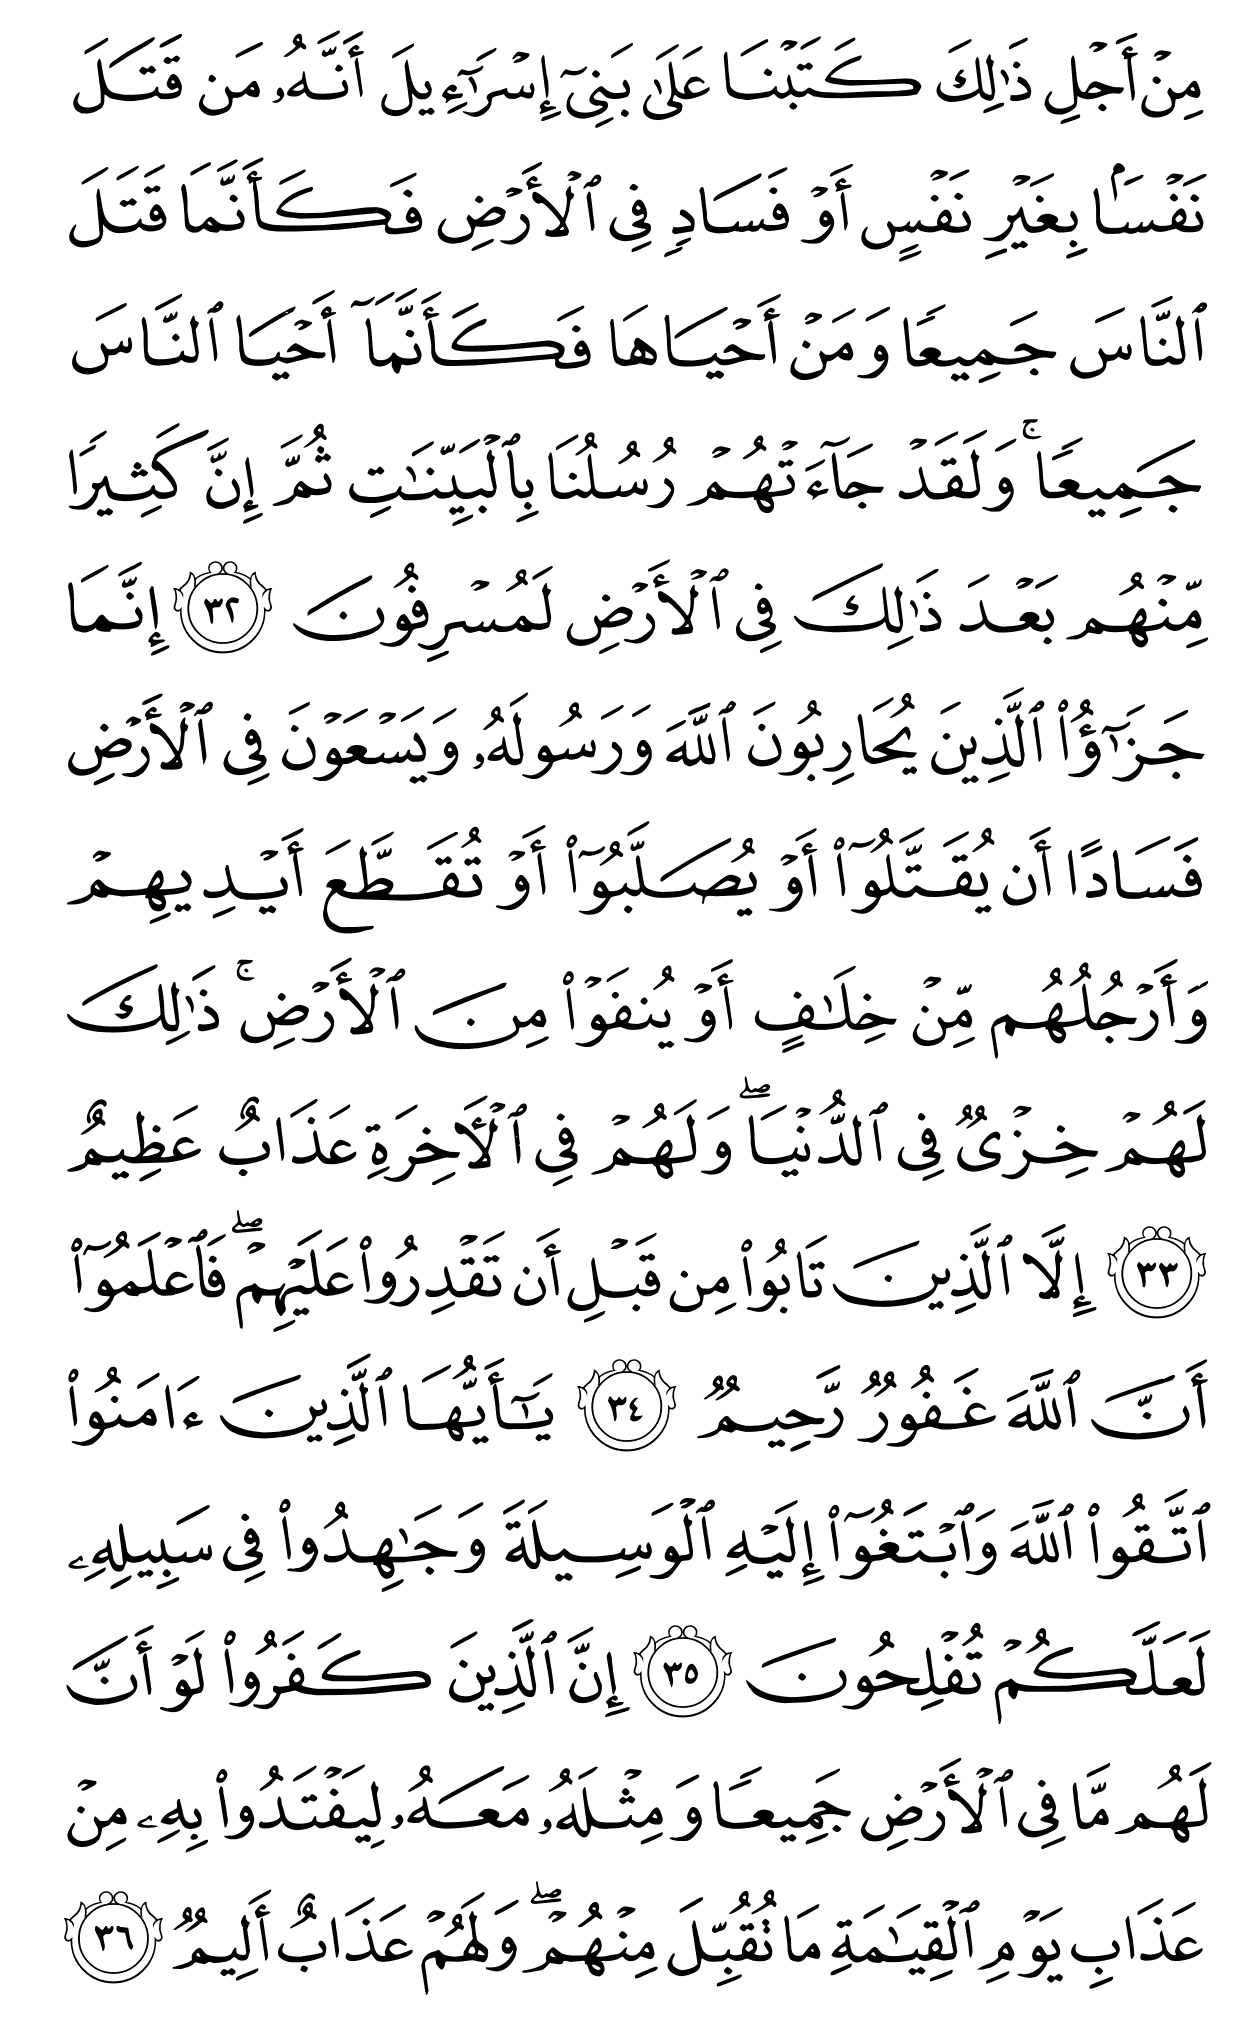 مِنْ أَجْلِ ذَٰلِكَ كَتَبْنَا عَلَىٰ بَنِىٓ إِسْرَٰٓءِيلَ أَنَّهُۥ مَن قَتَلَ
نَفْسَۢا بِغَيْرِ نَفْسٍ أَوْ فَسَادٍ فِى ٱلْأَرْضِ فَكَأَنَّمَا قَتَلَ
ٱلنَّاسَ جَمِيعًا وَمَنْ أَحْيَاهَا فَكَأَنَّمَآ أَحْيَا ٱلنَّاسَ
جَمِيعًا ۚ وَلَقَدْ جَآءَتْهُمْ رُسُلُنَا بِٱلْبَيِّنَـٰتِ ثُمَّ إِنَّ كَثِيرًا
مِّنْهُم بَعْدَ ذَٰلِكَ فِى ٱلْأَرْضِ لَمُسْرِفُونَ ٣٢ إِنَّمَا
جَزَٰٓؤُا۟ ٱلَّذِينَ يُحَارِبُونَ ٱللَّهَ وَرَسُولَهُۥ وَيَسْعَوْنَ فِى ٱلْأَرْضِ
فَسَادًا أَن يُقَتَّلُوٓا۟ أَوْ يُصَلَّبُوٓا۟ أَوْ تُقَطَّعَ أَيْدِيهِمْ
وَأَرْجُلُهُم مِّنْ خِلَـٰفٍ أَوْ يُنفَوْا۟ مِنَ ٱلْأَرْضِ ۚ ذَٰلِكَ
لَهُمْ خِزْىٌ فِى ٱلدُّنْيَا ۖ وَلَهُمْ فِى ٱلْـَٔاخِرَةِ عَذَابٌ عَظِيمٌ
٣٣ إِلَّا ٱلَّذِينَ تَابُوا۟ مِن قَبْلِ أَن تَقْدِرُوا۟ عَلَيْهِمْ ۖ فَٱعْلَمُوٓا۟
أَنَّ ٱللَّهَ غَفُورٌ رَّحِيمٌ ٣٤ يَـٰٓأَيُّهَا ٱلَّذِينَ ءَامَنُوا۟
ٱتَّقُوا۟ ٱللَّهَ وَٱبْتَغُوٓا۟ إِلَيْهِ ٱلْوَسِيلَةَ وَجَـٰهِدُوا۟ فِى سَبِيلِهِۦ
لَعَلَّكُمْ تُفْلِحُونَ ٣٥ إِنَّ ٱلَّذِينَ كَفَرُوا۟ لَوْ أَنَّ
لَهُم مَّا فِى ٱلْأَرْضِ جَمِيعًا وَمِثْلَهُۥ مَعَهُۥ لِيَفْتَدُوا۟ بِهِۦ مِنْ
عَذَابِ يَوْمِ ٱلْقِيَـٰمَةِ مَا تُقُبِّلَ مِنْهُمْ ۖ وَلَهُمْ عَذَابٌ أَلِيمٌ ٣٦